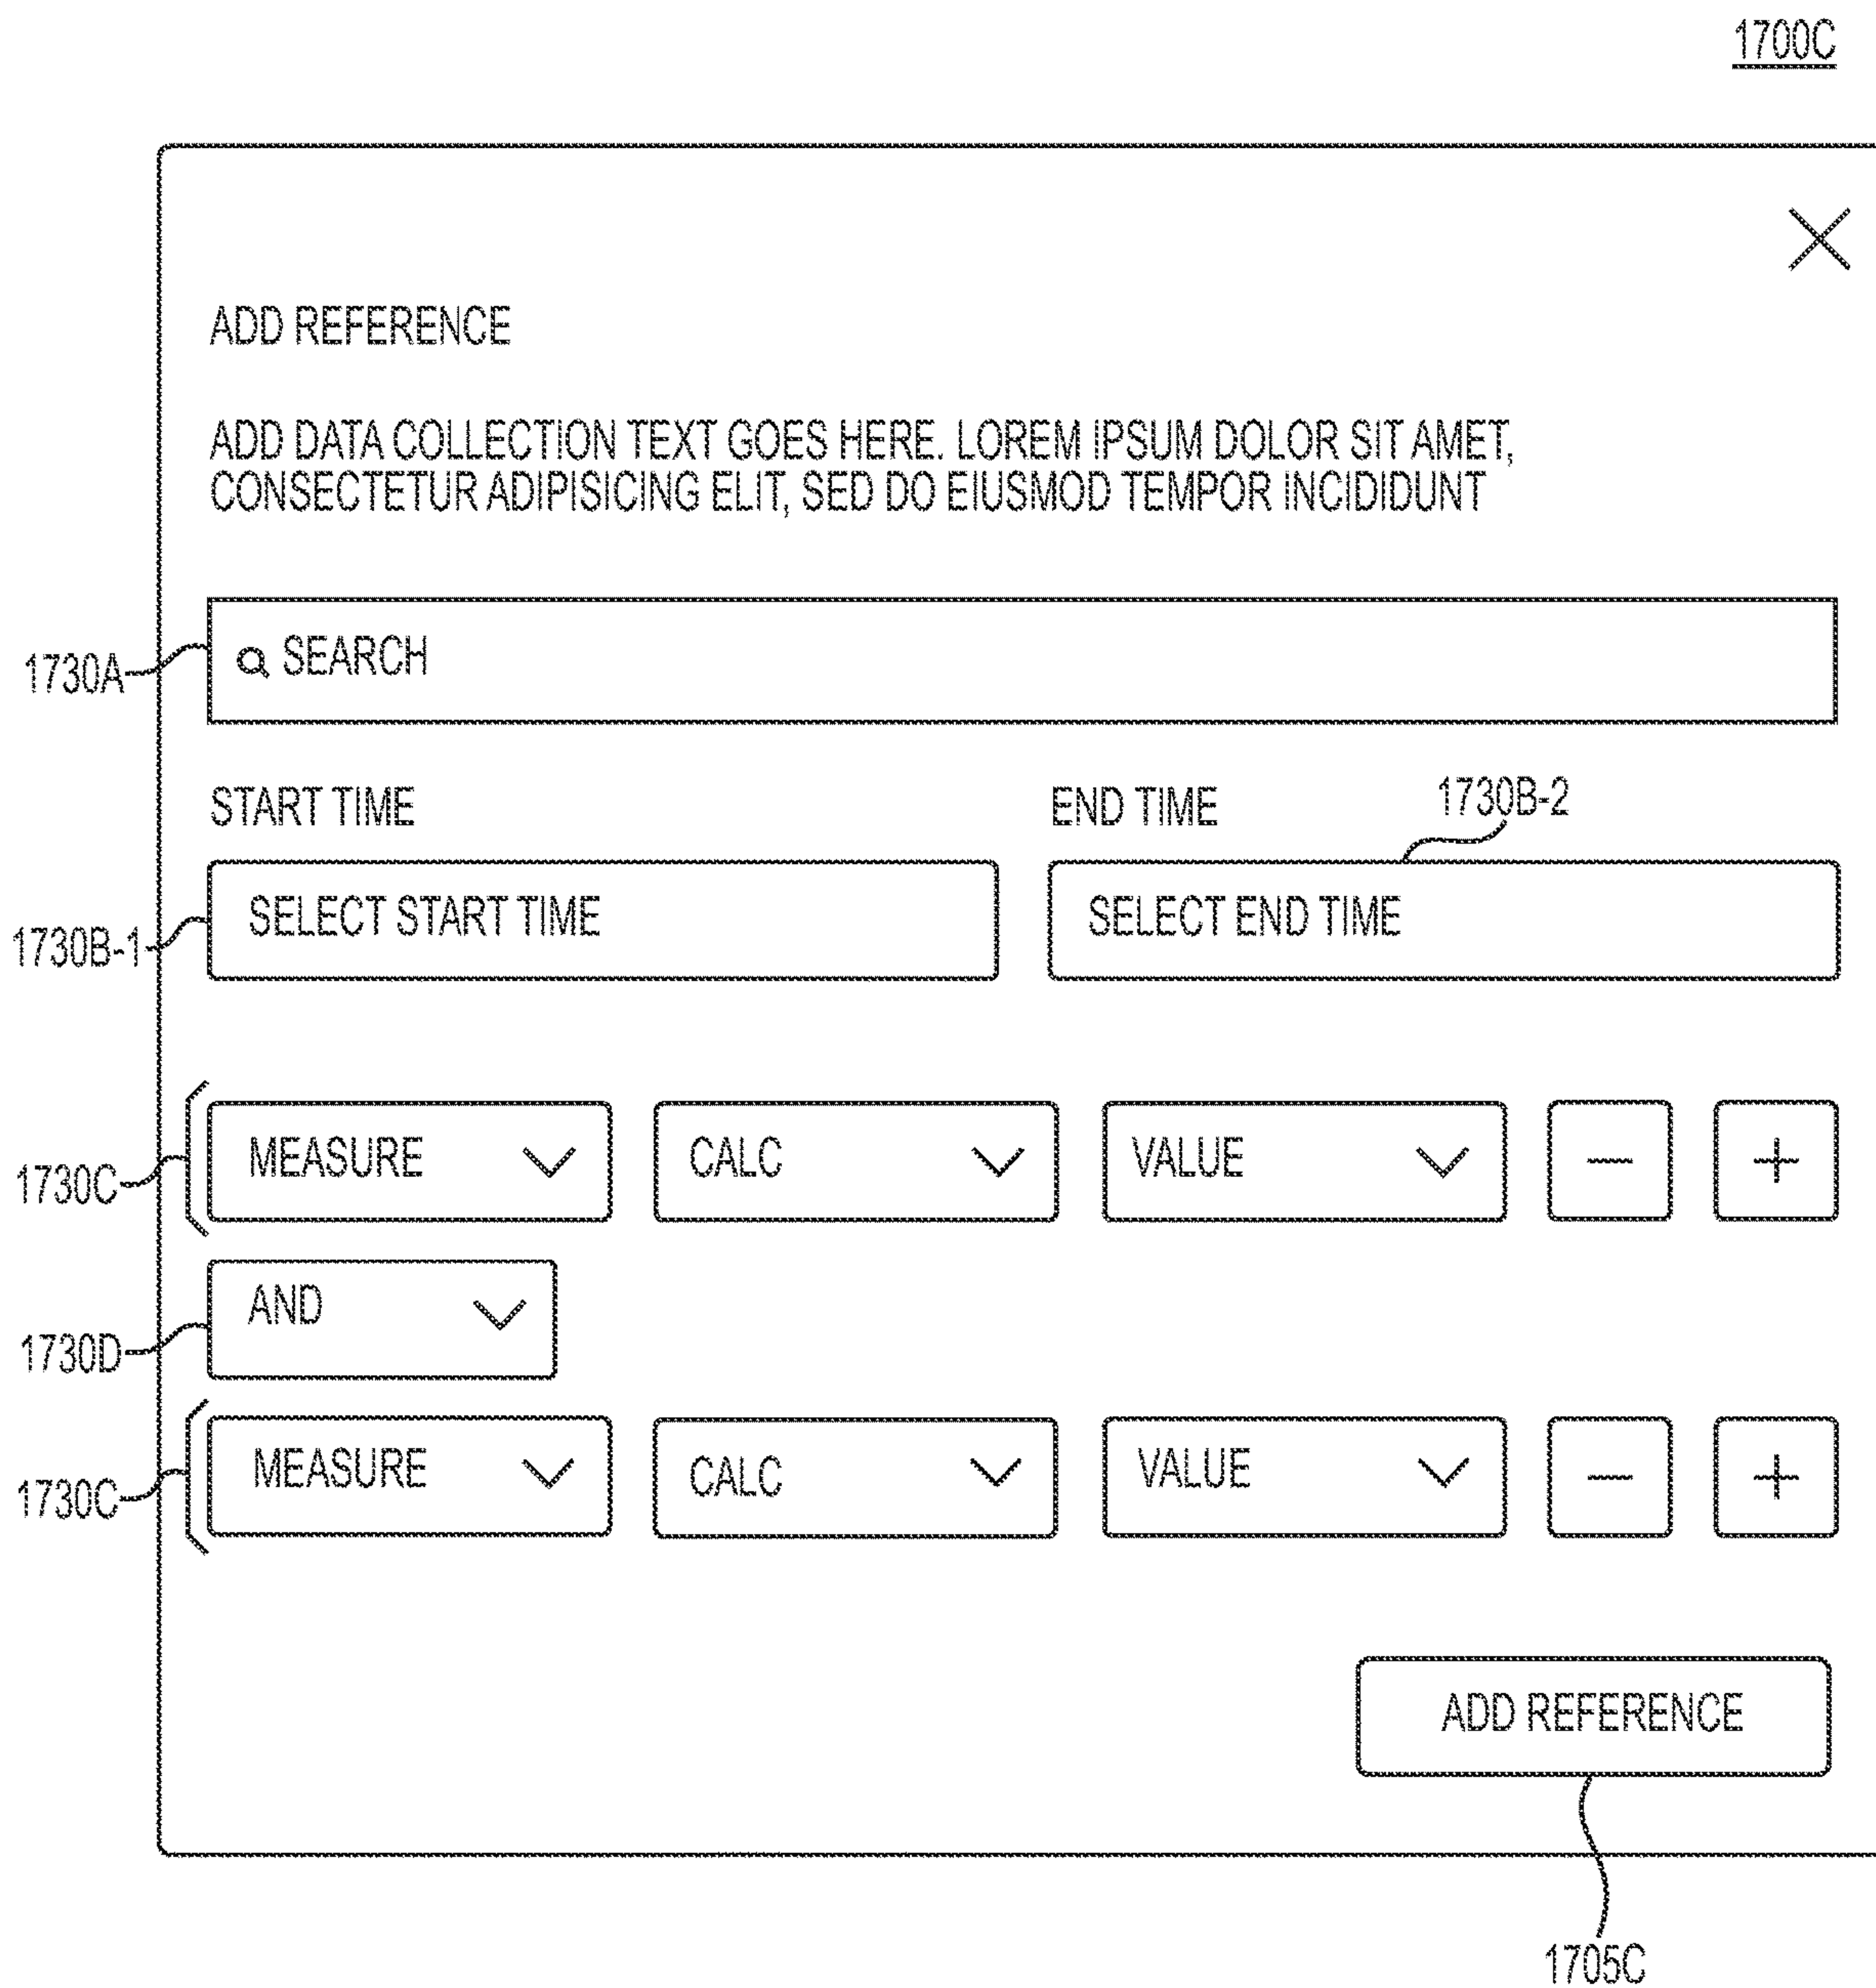 1700C
ADD REFERENCE
ADD DATA COLLECTION TEXT GOES HERE. LOREM IPSUM DOLOR SIT AMET,
CONSECTETUR ADIPISICING ELIT, SED DO EIUSMOD TEMPOR INCIDIDUNT
1730A
SEARCH
START TIME
END TIME
1730B-2
1730B-1
SELECT START TIME
SELECT END TIME
1730C
MEASURE
CALC
VALUE
−
+
1730D
AND
1730C
MEASURE
CALC
VALUE
−
+
ADD REFERENCE
1705C